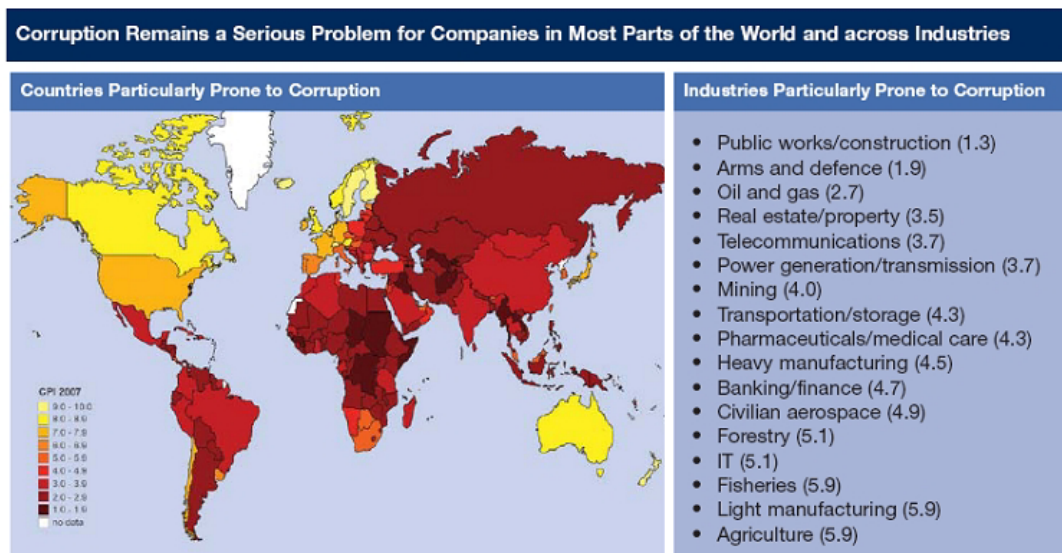 Corruption Remains a Serious Problem for Companies in Most Parts of the World and across Industries
Countries Particularly Prone to Corruption
CPI 2007
9.0 - 10.0
8.0 - 8.9
7.0 - 7.9
6.0 - 6.9
5.0 - 5.9
4.0 - 4.9
3.0 - 3.9
2.0 - 2.9
1.0 - 1.9
no data
Industries Particularly Prone to Corruption
• Public works/construction (1.3)
• Arms and defence (1.9)
• Oil and gas (2.7)
• Real estate/property (3.5)
• Telecommunications (3.7)
• Power generation/transmission (3.7)
• Mining (4.0)
• Transportation/storage (4.3)
• Pharmaceuticals/medical care (4.3)
• Heavy manufacturing (4.5)
• Banking/finance (4.7)
• Civilian aerospace (4.9)
• Forestry (5.1)
• IT (5.1)
• Fisheries (5.9)
• Light manufacturing (5.9)
• Agriculture (5.9)